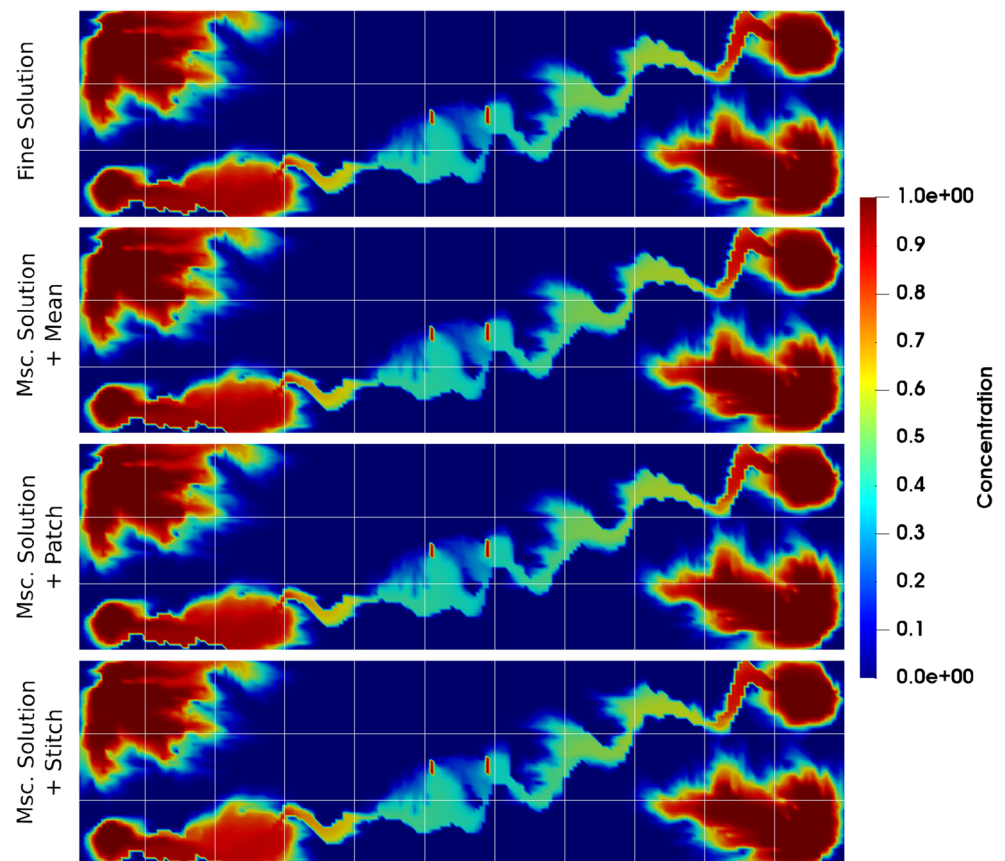 Fine Solution
Msc. Solution
+ Mean
Msc. Solution
+ Patch
Msc. Solution
+ Stitch
1.0e+00
0.9
0.8
0.7
0.6
0.5
0.4
0.3
0.2
0.1
0.0e+00
Concentration